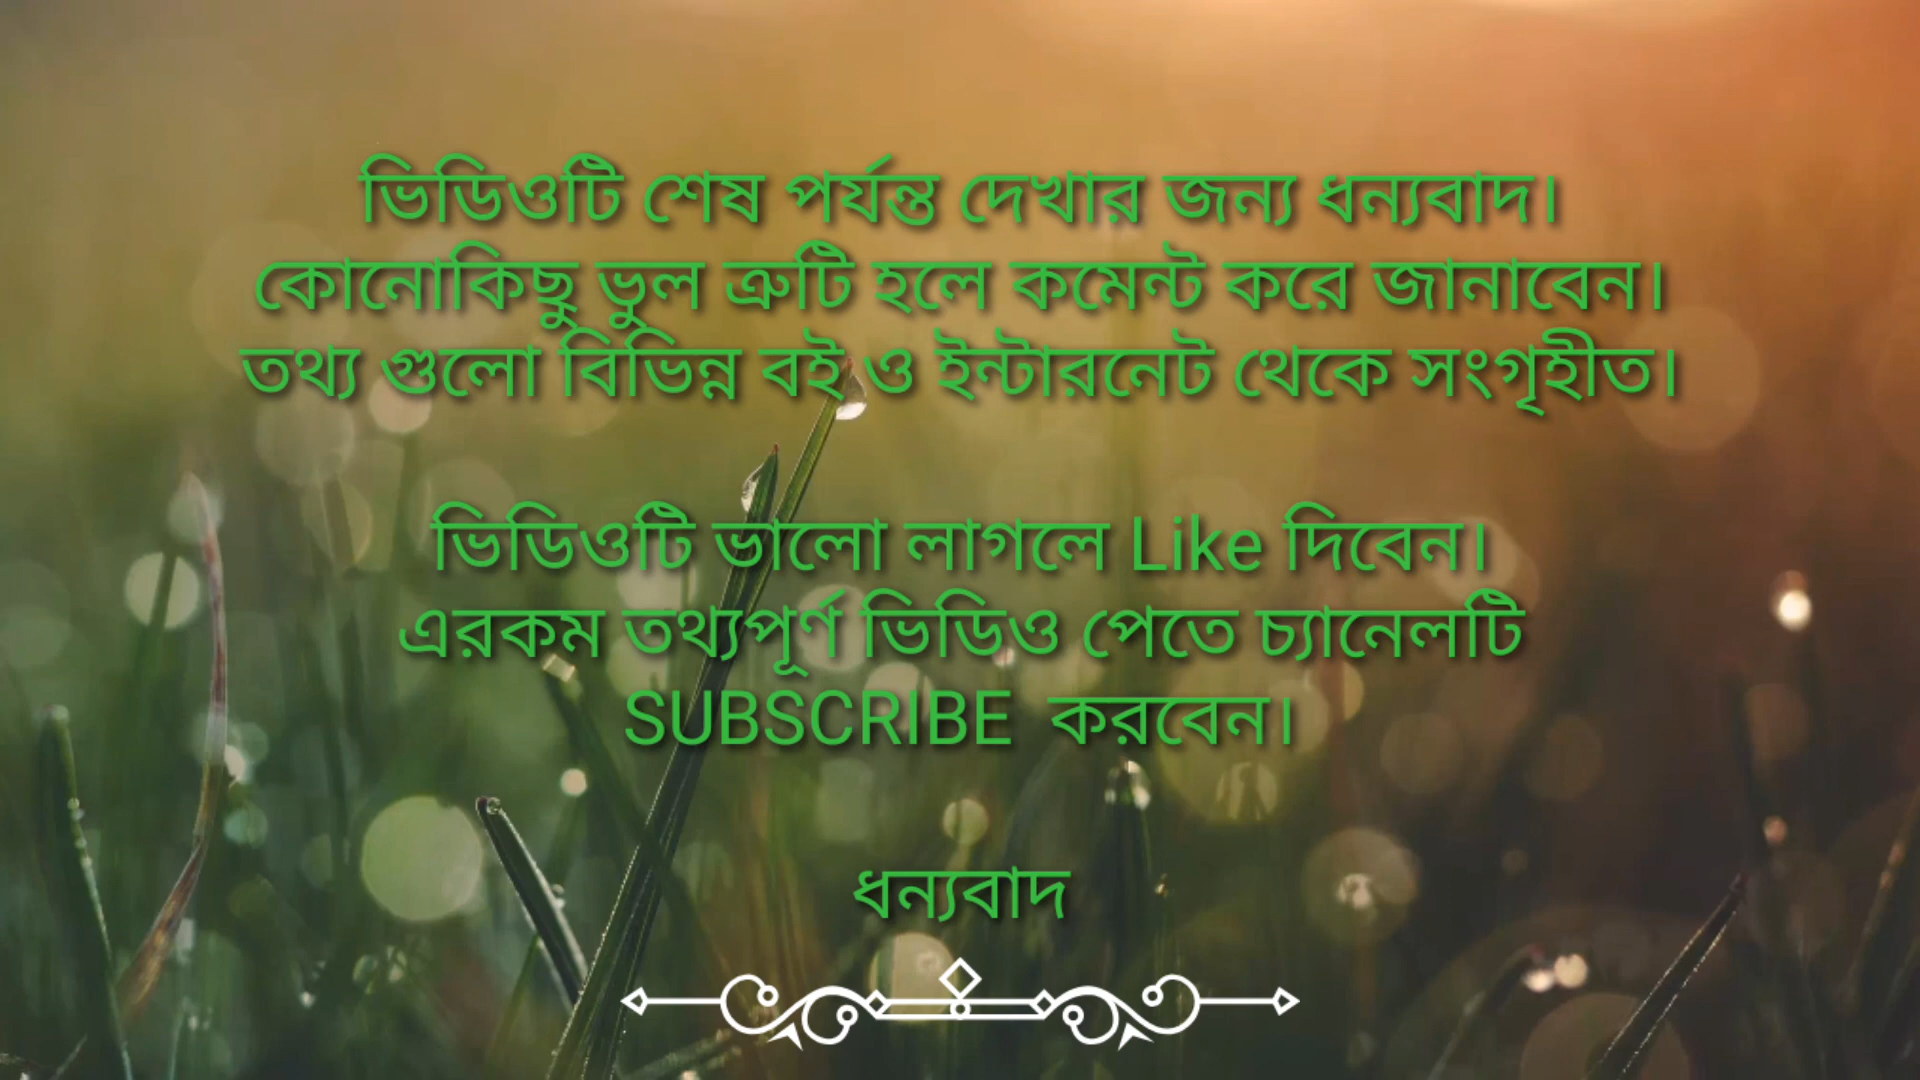 ভিডিওটি শেষ পর্যন্ত দেখার জন্য ধন্যবাদ।
কোনোকিছু ভুল ত্রুটি হলে কমেন্ট করে জানাবেন।
তথ্য গুলো বিভিন্ন বই ও ইন্টারনেট থেকে সংগৃহীত।
ভিডিওটি ভালো লাগলে Like দিবেন।
এরকম তথ্যপূর্ণ ভিডিও পেতে চ্যানেলটি
SUBSCRIBE করবেন।
ধন্যবাদ